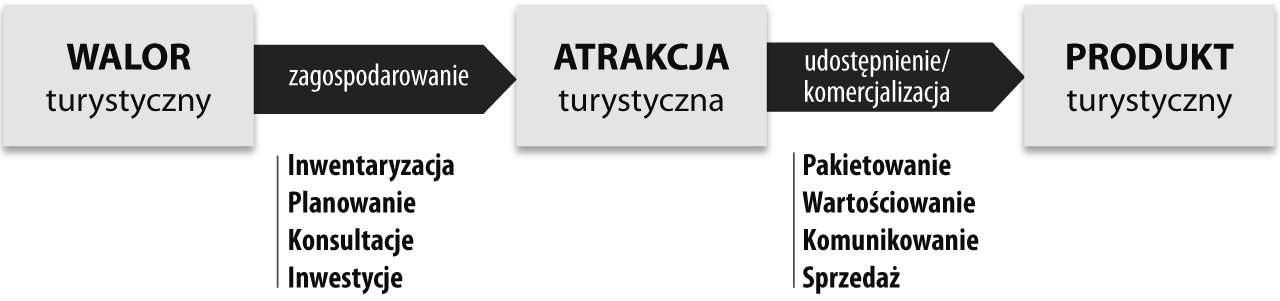 WALOR
turystyczny
zagospodarowanie
Inwentaryzacja
Planowanie
Konsultacje
Inwestycje
ATRAKCJA
turystyczna
udostępnienie/
komercjalizacja
Pakietowanie
Wartościowanie
Komunikowanie
Sprzedaż
PRODUKT
turystyczny